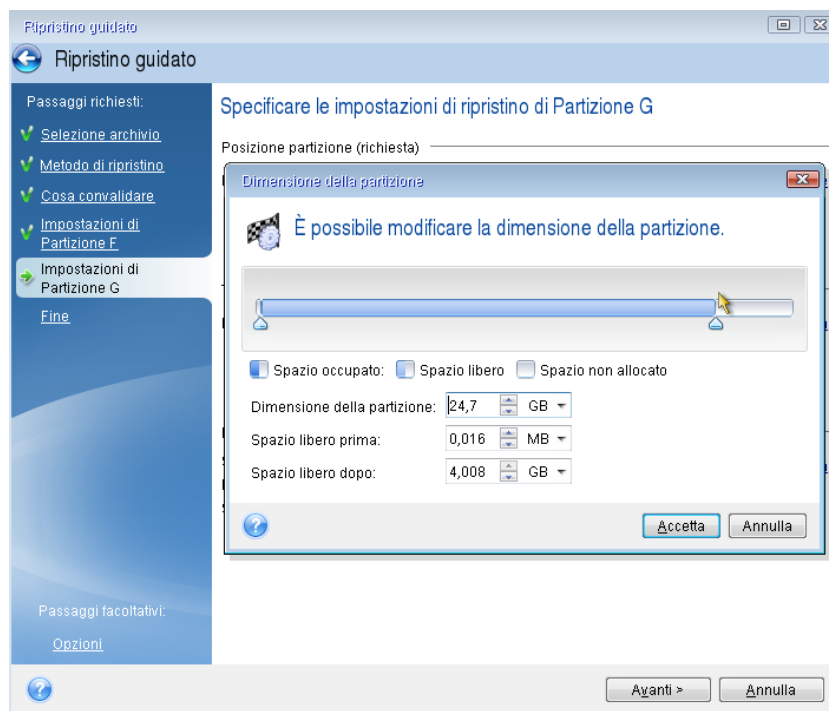 Ripristino guidato
Ripristino guidato
Passaggi richiesti:
Selezione archivio
Metodo di ripristino
Cosa convalidare
Impostazioni di
Partizione F
Impostazioni di
Partizione G
Fine
Passaggi facoltativi:
Opzioni
Specificare le impostazioni di ripristino di Partizione G
Posizione partizione (richiesta)
Dimensione della partizione
È possibile modificare la dimensione della partizione.
Spazio occupato: Spazio libero Spazio non allocato
Dimensione della partizione: 24,7 GB
Spazio libero prima: 0,016 MB
Spazio libero dopo: 4,008 GB
Accetta Annulla
Avanti > Annulla